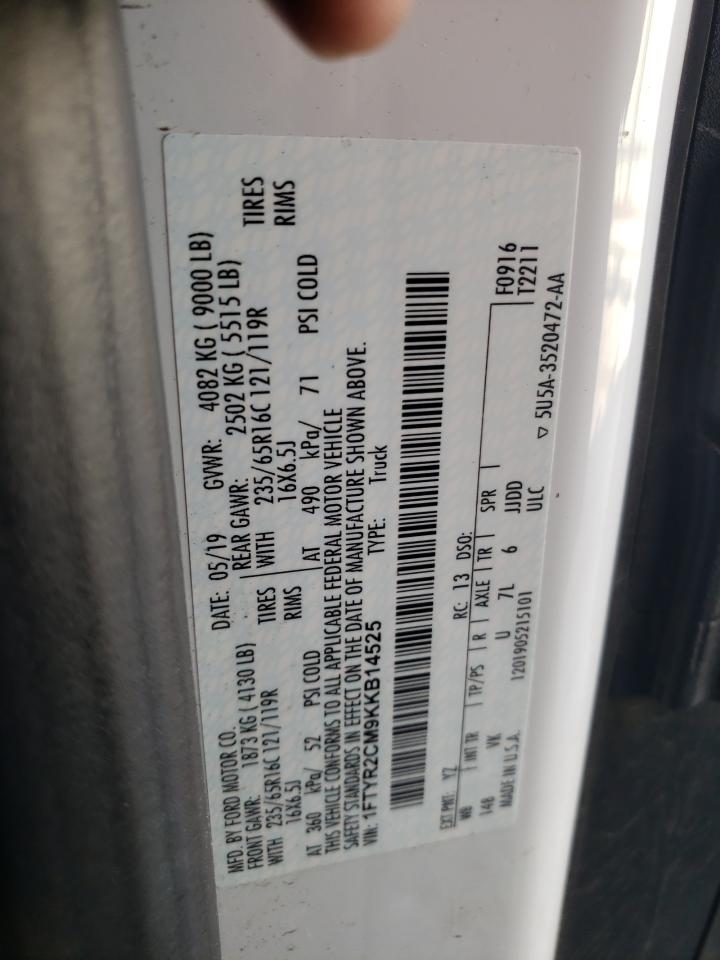 MFD. BY FORD MOTOR CO. DATE: 05/19 GVWR: 4082 KG ( 9000 LB)
FRONT GAWR: 1873 KG ( 4130 LB) REAR GAWR: 2502 KG ( 5515 LB)
WITH 235/65R16C 121/119R TIRES WITH 235/65R16C 121/119R TIRES
16X6.5J RIMS 16X6.5J RIMS
AT 360 kPa/ 52 PSI COLD AT 490 kPa/ 71 PSI COLD
THIS VEHICLE CONFORMS TO ALL APPLICABLE FEDERAL MOTOR VEHICLE
SAFETY STANDARDS IN EFFECT ON THE DATE OF MANUFACTURE SHOWN ABOVE.
VIN: 1FTYR2CM9KKB14525 TYPE: Truck
EXT PNT: YZ RC: 13 DSO: F0916
WB INT TR TP/PS R AXLE TR SPR T2211
148 VK U 7L 6 JJDD
MADE IN U.S.A. 1201905215101 ULC ▽ 5U5A-3520472-AA